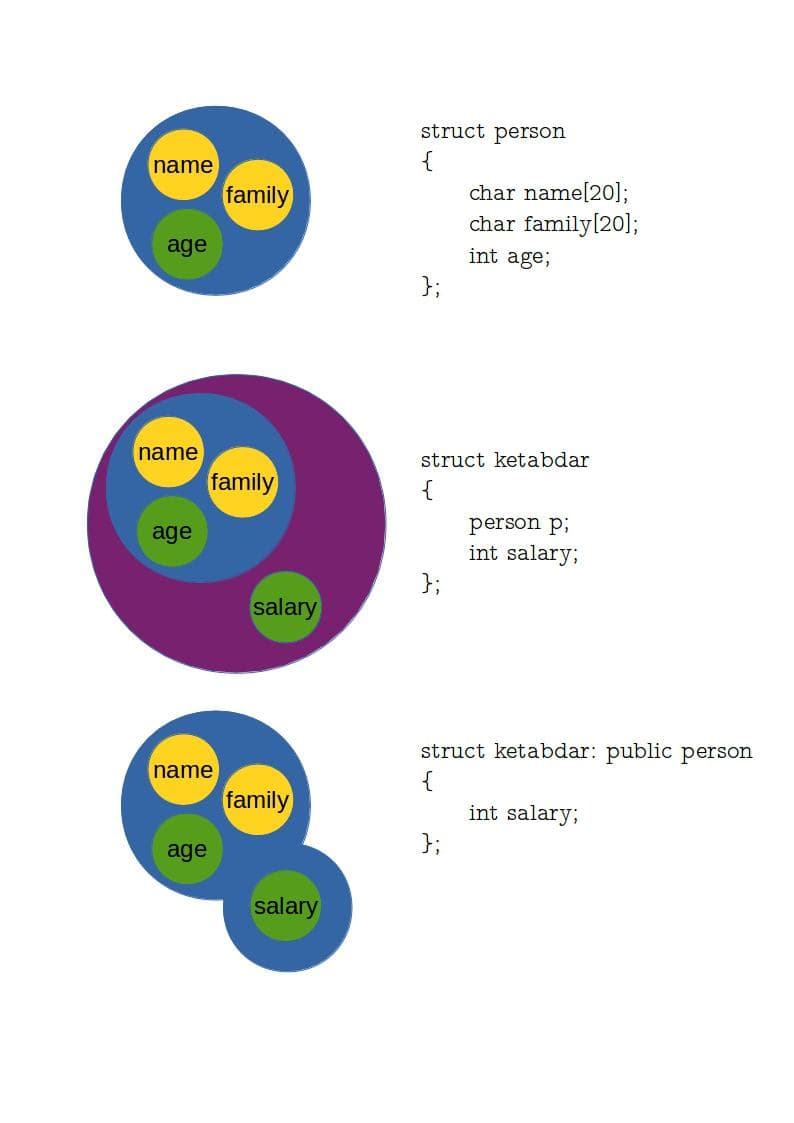 name
family
age
struct person
{
char name[20];
char family[20];
int age;
};
name
family
age
salary
struct ketabdar
{
person p;
int salary;
};
name
family
age
salary
struct ketabdar: public person
{
int salary;
};